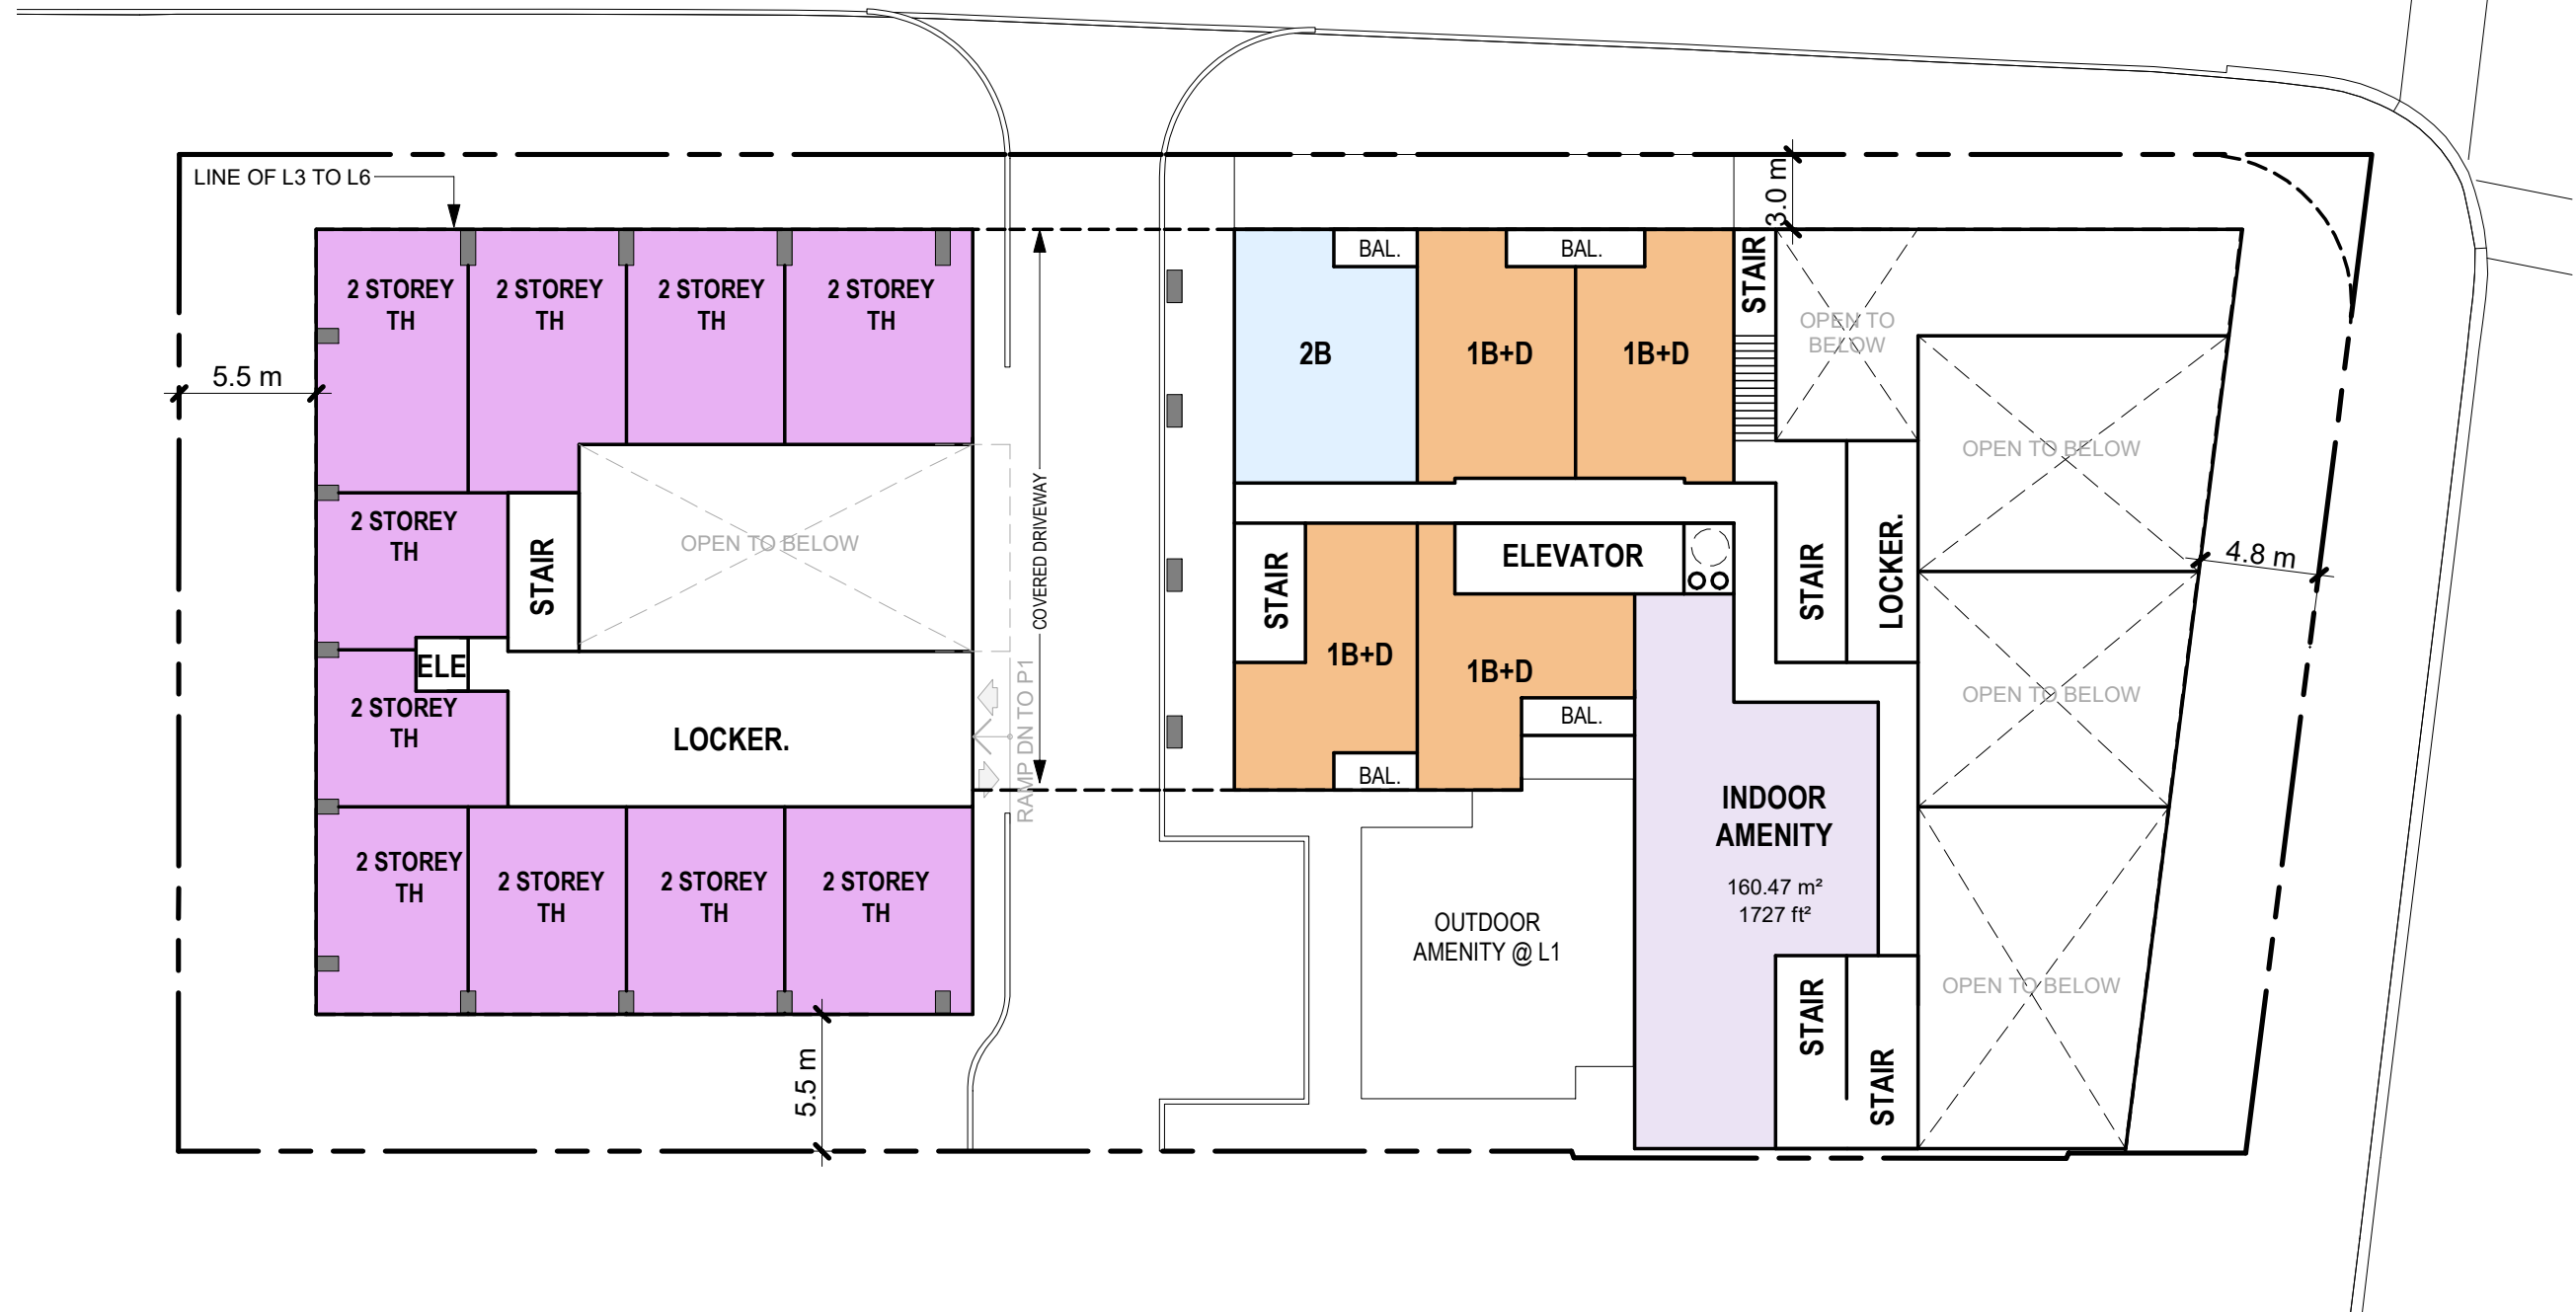 LINE OF L3 TO L6
3.0 m
5.5 m
2 STOREY
TH
2 STOREY
TH
2 STOREY
TH
2 STOREY
TH
BAL.
BAL.
STAIR
2B
1B+D
1B+D
OPEN TO
BELOW
OPEN TO BELOW
2 STOREY
TH
STAIR
OPEN TO BELOW
COVERED DRIVEWAY
STAIR
ELEVATOR
STAIR
LOCKER.
4.8 m
ELE
2 STOREY
TH
LOCKER.
RAMP DN TO P1
1B+D
1B+D
BAL.
BAL.
OPEN TO BELOW
INDOOR
AMENITY
160.47 m²
1727 ft²
2 STOREY
TH
2 STOREY
TH
2 STOREY
TH
2 STOREY
TH
OUTDOOR
AMENITY @ L1
STAIR
STAIR
OPEN TO BELOW
5.5 m